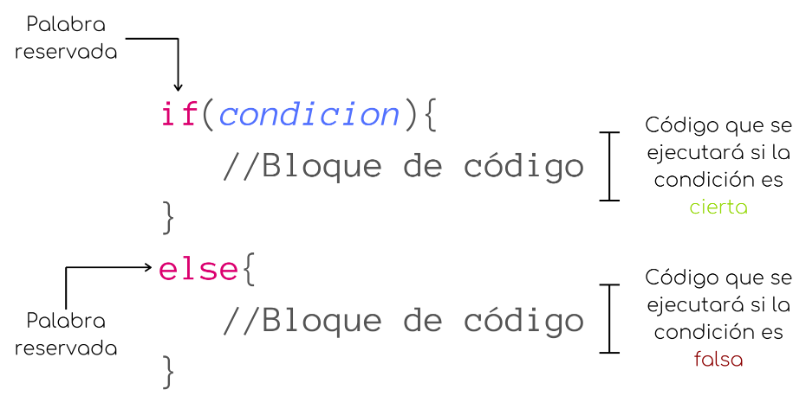 Palabra
reservada
if(condicion){
//Bloque de código
}
Código que se
ejecutará si la
condición es
cierta
else{
//Bloque de código
}
Palabra
reservada
Código que se
ejecutará si la
condición es
falsa